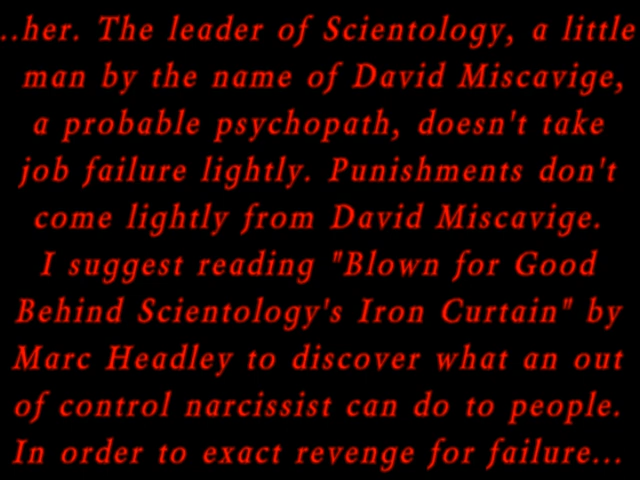 ..her. The leader of Scientology, a little
man by the name of David Miscavige,
a probable psychopath, doesn't take
job failure lightly. Punishments don't
come lightly from David Miscavige.
I suggest reading "Blown for Good
Behind Scientology's Iron Curtain" by
Marc Headley to discover what an out
of control narcissist can do to people.
In order to exact revenge for failure...